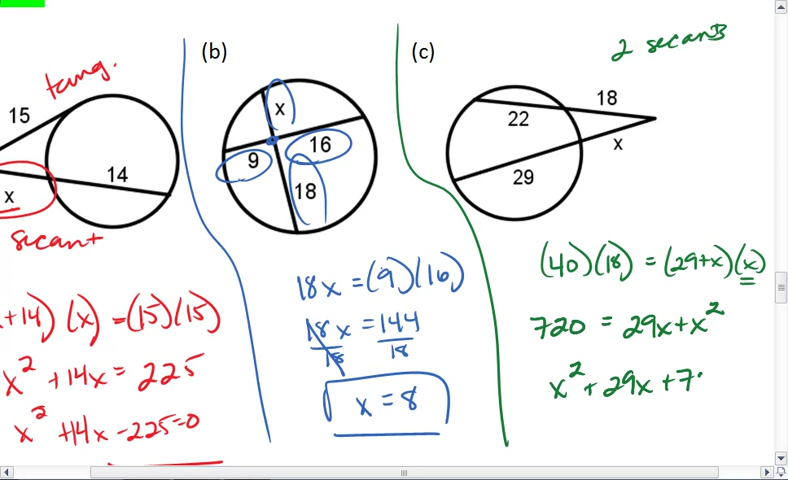 tang.
15
14
x
secant
+14) (x) = (15)(15)
x² + 14x = 225
x² + 14x - 225 = 0
(b)
x
9
16
18
18x = (9)(16)
18x = 144
18 18
x = 8
(c)
2 secants
18
22
x
29
(40)(18) = (29+x)(x)
720 = 29x + x²
x² + 29x + 7